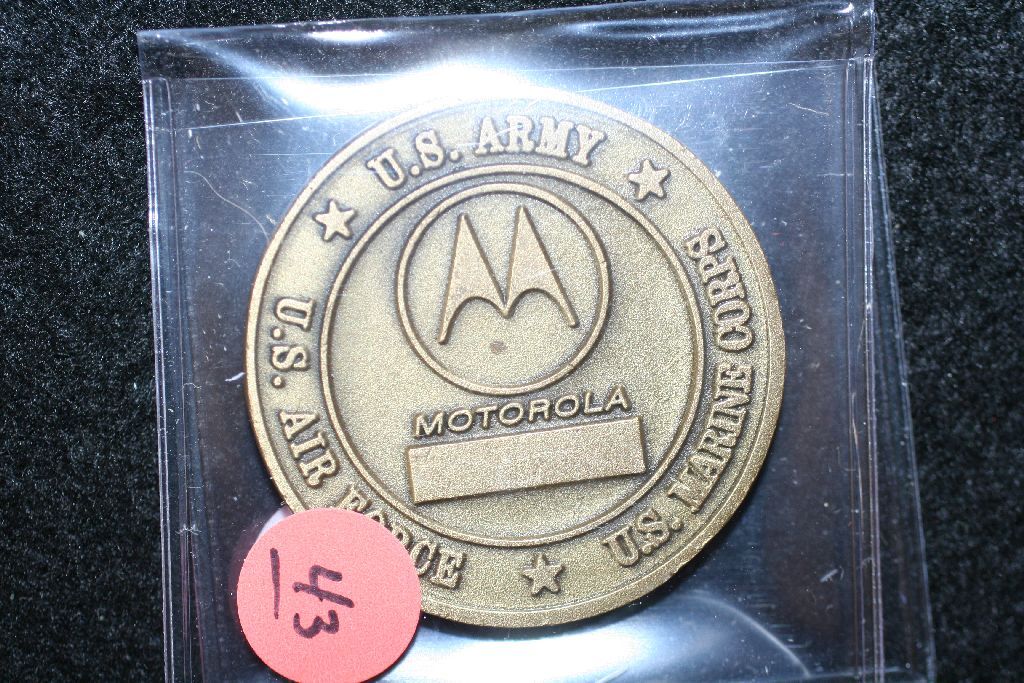 U.S. ARMY
U.S. MARINE CORPS
U.S. AIR FORCE
MOTOROLA
43